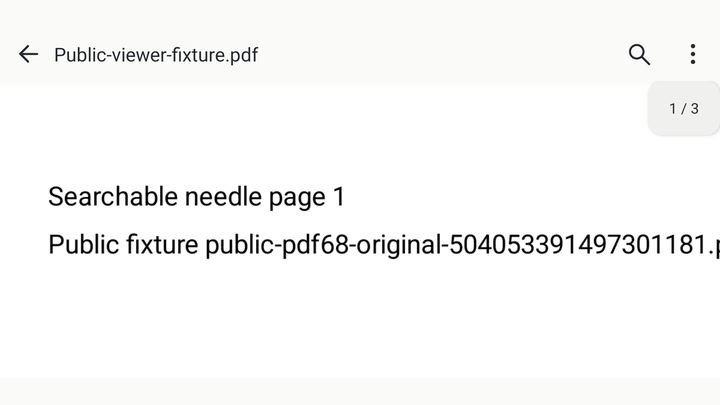 Public-viewer-fixture.pdf
1 / 3
Searchable needle page 1
Public fixture public-pdf68-original-504053391497301181.p